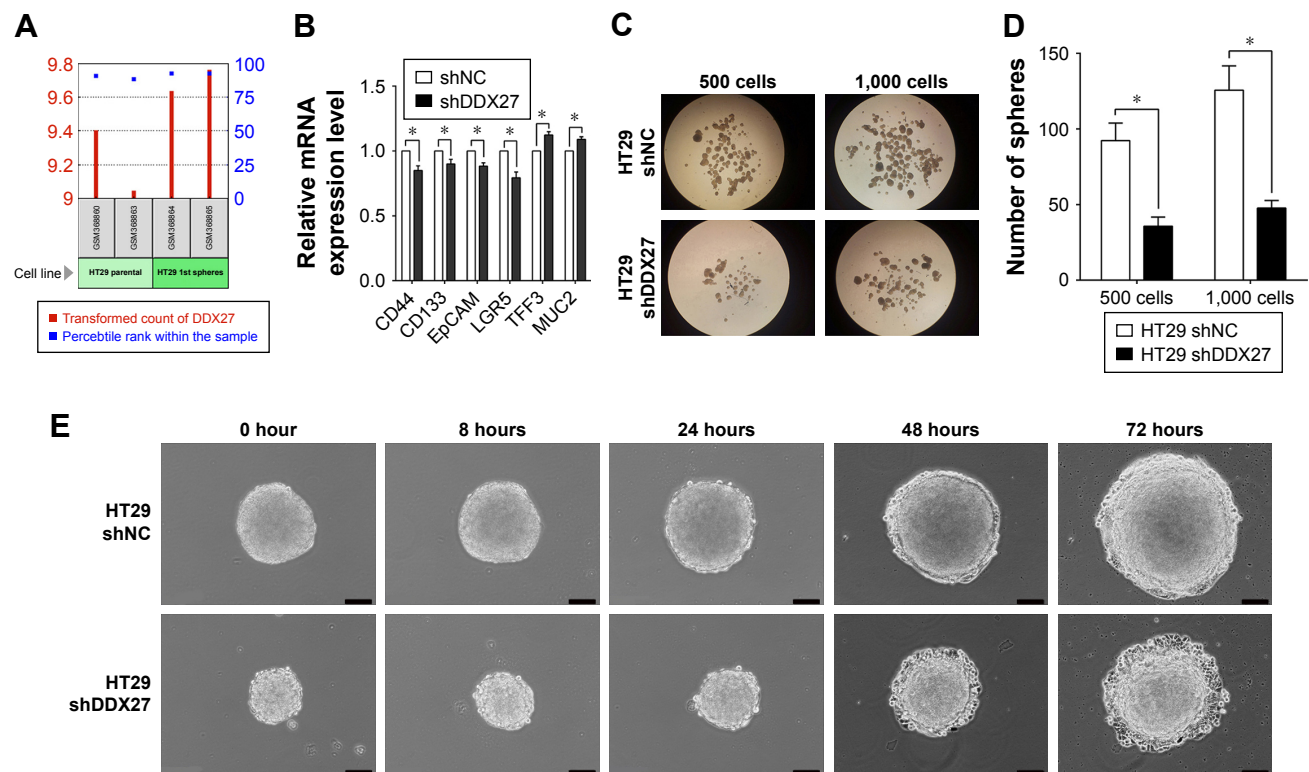 A
9.8
9.6
9.4
9.2
9
100
75
50
25
0
GSM368860
GSM368863
GSM368864
GSM368865
Cell line
HT29 parental
HT29 1st spheres
Transformed count of DDX27
Percebtile rank within the sample
B
Relative mRNA
expression level
1.5
1.0
0.5
0.0
shNC
shDDX27
* * * * * *
CD44
CD133
EpCAM
LGR5
TFF3
MUC2
C
500 cells
1,000 cells
HT29
shNC
HT29
shDDX27
D
Number of spheres
150
100
50
0
*
*
500 cells
1,000 cells
HT29 shNC
HT29 shDDX27
E
0 hour
8 hours
24 hours
48 hours
72 hours
HT29
shNC
HT29
shDDX27